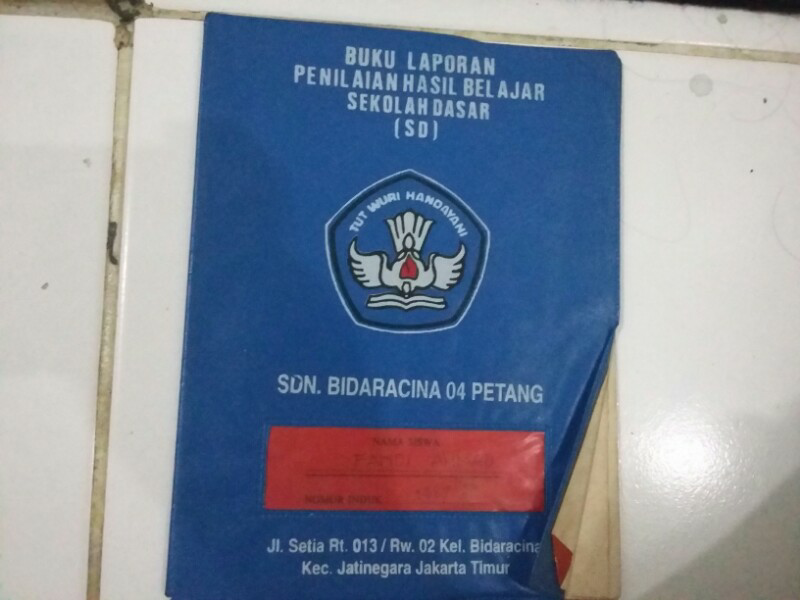 BUKU LAPORAN
PENILAIAN HASIL BELAJAR
SEKOLAH DASAR
(SD)
TUT WURI HANDAYANI
SDN. BIDARACINA 04 PETANG
NAMA SISWA
NOMOR INDUK
Jl. Setia Rt. 013 / Rw. 02 Kel. Bidaracina
Kec. Jatinegara Jakarta Timur